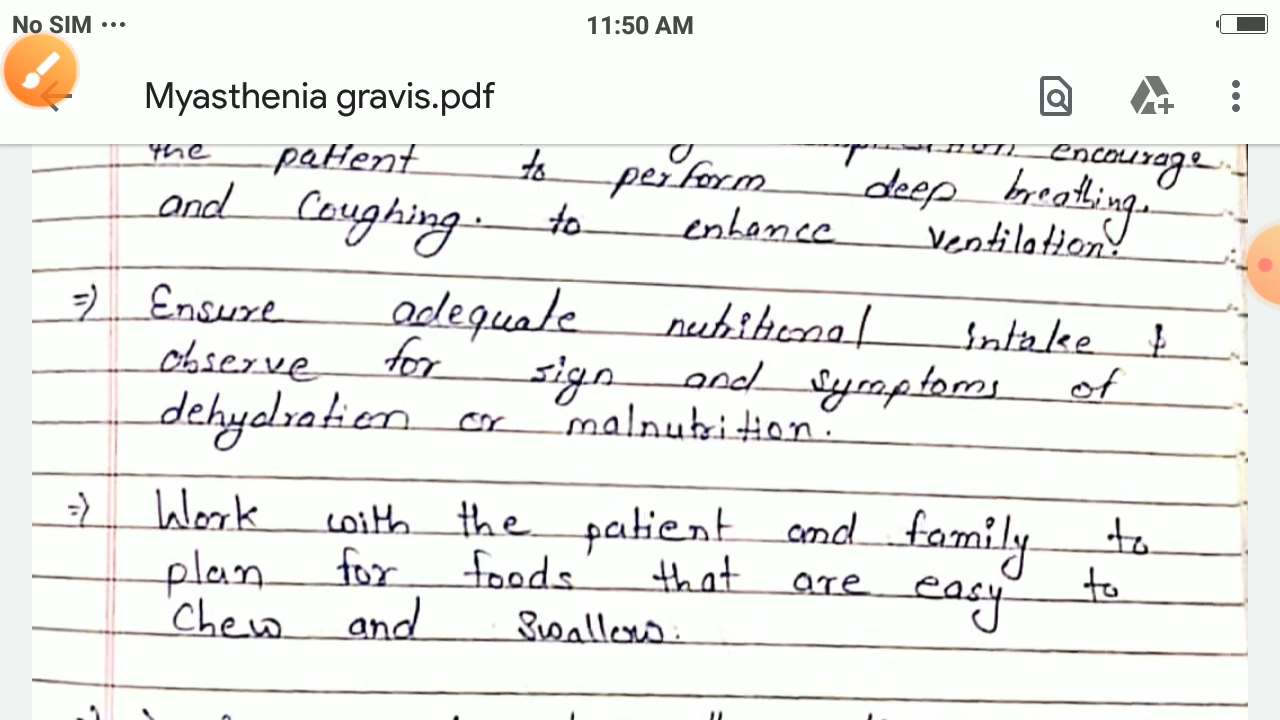 No SIM ...
11:50 AM
Myasthenia gravis.pdf
the patient to perform deep breathing. encourage
and Coughing. to enhance ventilation.
=) Ensure adequate nutritional intake &
observe for sign and symptoms of
dehydration or malnutrition.
=) Work with the patient and family to
plan for foods that are easy to
Chew and Swallow.